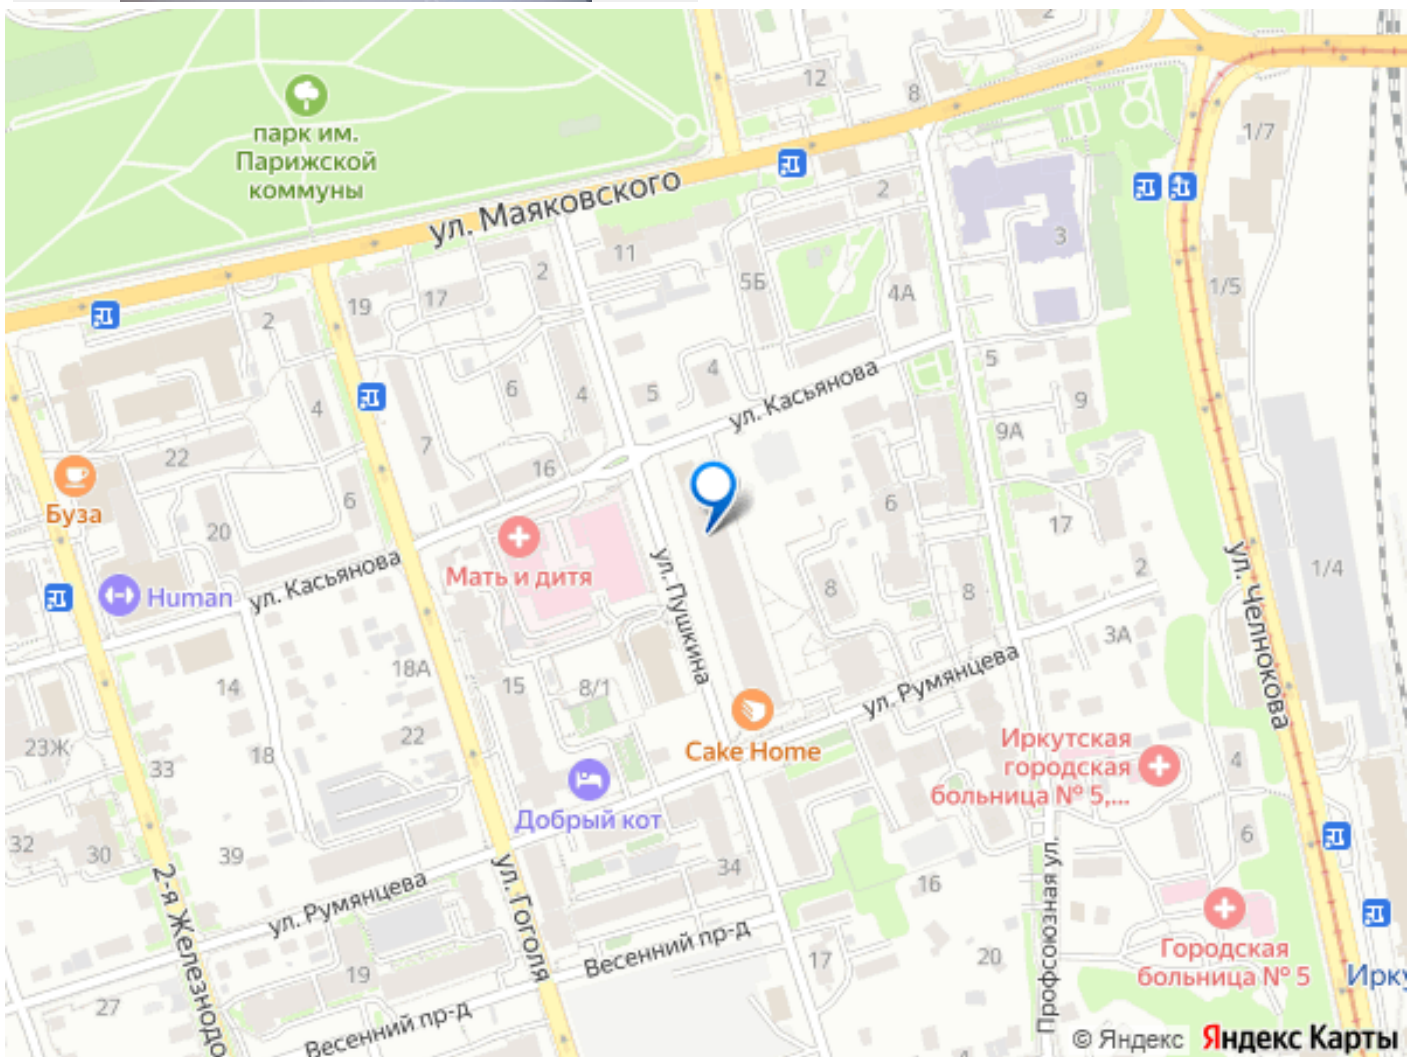 2
12
8
1/7
парк им.
Парижской
коммуны
ул. Маяковского
2
3
11
2
5Б
4А
1/5
19
17
2
5
4
5
6
4
4
ул. Касьянова
9
9А
7
22
16
6
6
Буза
20
17
1/4
Мать и дитя
ул. Касьянова
Human
ул. Пушкина
8
8
2
3А
ул. Челнокова
18А
14
15
8/1
ул. Румянцева
23Ж
18
22
33
Cake Home
Иркутская
городская
больница № 5,...
4
Добрый кот
32
30
39
6
34
16
2-я Железнодо
ул. Румянцева
ул. Гоголя
Профсоюзная ул.
Весенний пр-д
17
20
19
Городская
больница № 5
Ирку
27
Весенний пр-д
© Яндекс Яндекс Карты